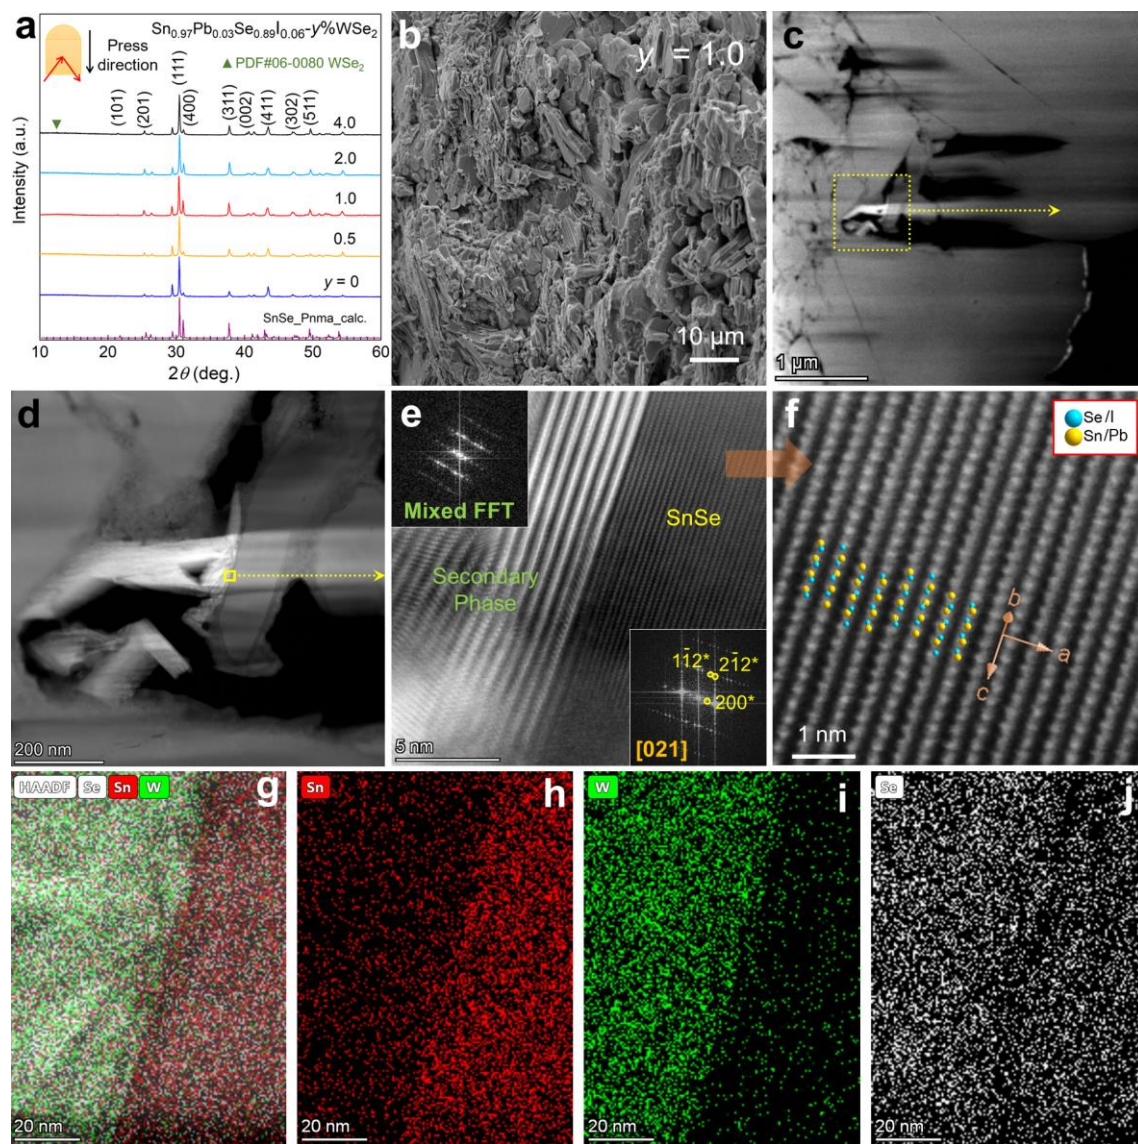 a
Press
direction
Sn0.97Pb0.03Se0.89I0.06-y%WSe2
▲ PDF#06-0080 WSe2
(101)
(201)
(111)
(400)
(311)
(002)
(411)
(302)
(511)
4.0
2.0
1.0
0.5
y = 0
SnSe_Pnma_calc.
Intensity (a.u.)
10 20 30 40 50 60
2θ (deg.)
b
y = 1.0
10 μm
c
1 μm
d
200 nm
e
Mixed FFT
SnSe
Secondary
Phase
11̄2*
21̄2*
200*
[021]
5 nm
f
Se/I
Sn/Pb
b
a
c
1 nm
HAADF Se Sn W
g
20 nm
Sn
h
20 nm
W
i
20 nm
Se
j
20 nm